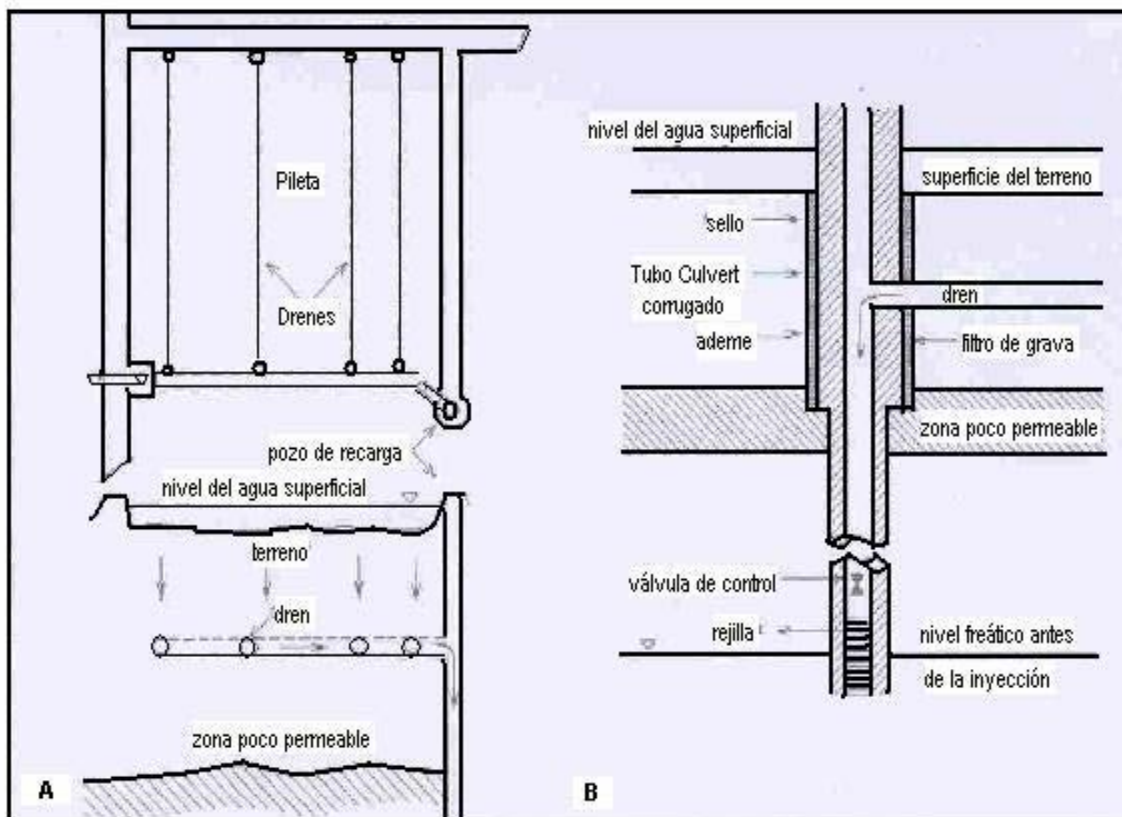 Pileta
Drenes
pozo de recarga
nivel del agua superficial
terreno
dren
zona poco permeable
A
nivel del agua superficial
superficie del terreno
sello
Tubo Culvert
corrugado
ademe
dren
filtro de grava
zona poco permeable
válvula de control
rejilla
nivel freático antes
de la inyección
B